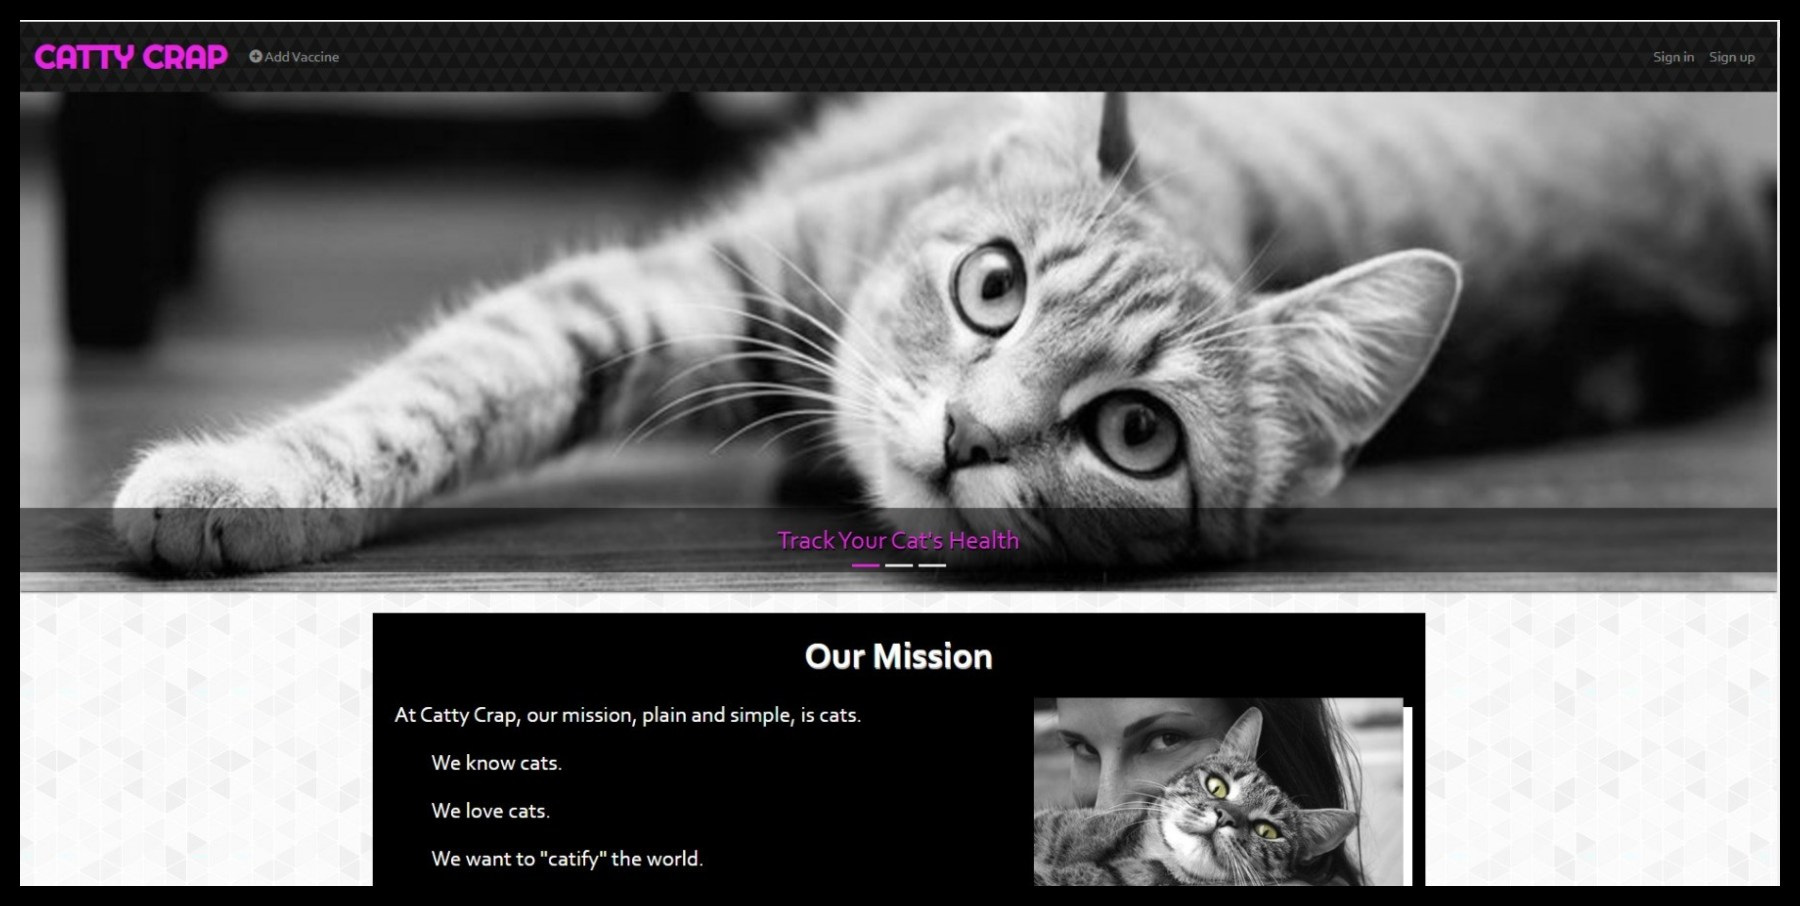 CATTY CRAP Add Vaccine Sign in Sign up
Track Your Cat's Health
Our Mission
At Catty Crap, our mission, plain and simple, is cats.
We know cats.
We love cats.
We want to "catify" the world.